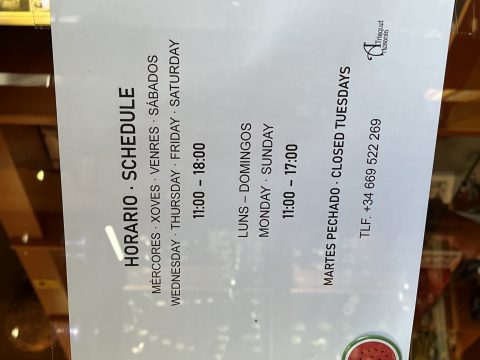 HORARIO · SCHEDULE
MÉRCORES · XOVES · VENRES · SÁBADOS
WEDNESDAY · THURSDAY · FRIDAY · SATURDAY
11:00 – 18:00
LUNS – DOMINGOS
MONDAY · SUNDAY
11:00 – 17:00
MARTES PECHADO · CLOSED TUESDAYS
TLF. +34 669 522 269